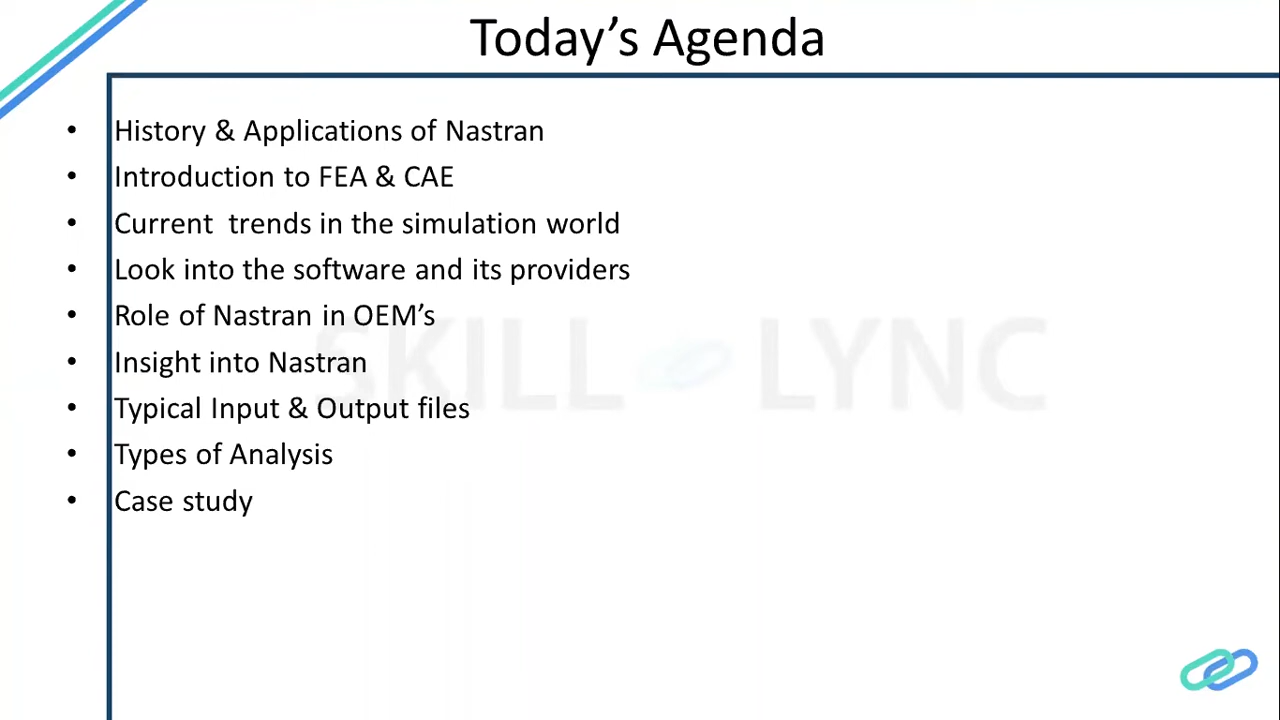 Today’s Agenda
• History & Applications of Nastran
• Introduction to FEA & CAE
• Current  trends in the simulation world
• Look into the software and its providers
• Role of Nastran in OEM’s
• Insight into Nastran
• Typical Input & Output files
• Types of Analysis
• Case study
SKILL LYNC